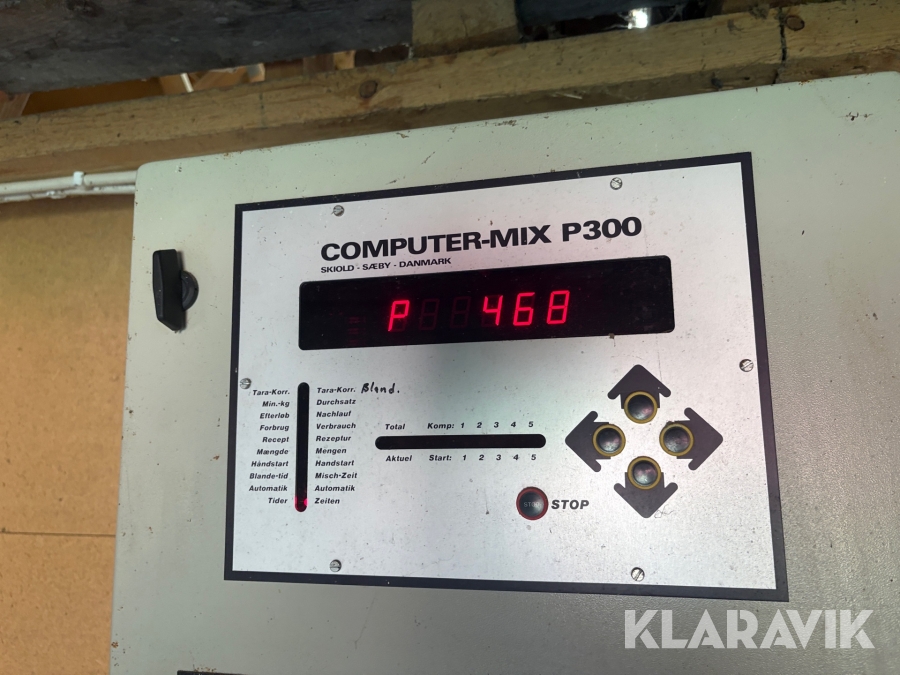 COMPUTER-MIX P300
SKIOLD - SÆBY - DANMARK
P 468
Tara-Korr. Tara-Korr. Bland.
Min.-kg Durchsatz
Efterløb Nachlauf
Forbrug Verbrauch
Recept Rezeptur
Mængde Mengen
Håndstart Handstart
Blande-tid Misch-Zeit
Automatik Automatik
Tider Zeiten
Total Komp: 1 2 3 4 5
Aktuel Start: 1 2 3 4 5
STOP STOP
KLARAVIK